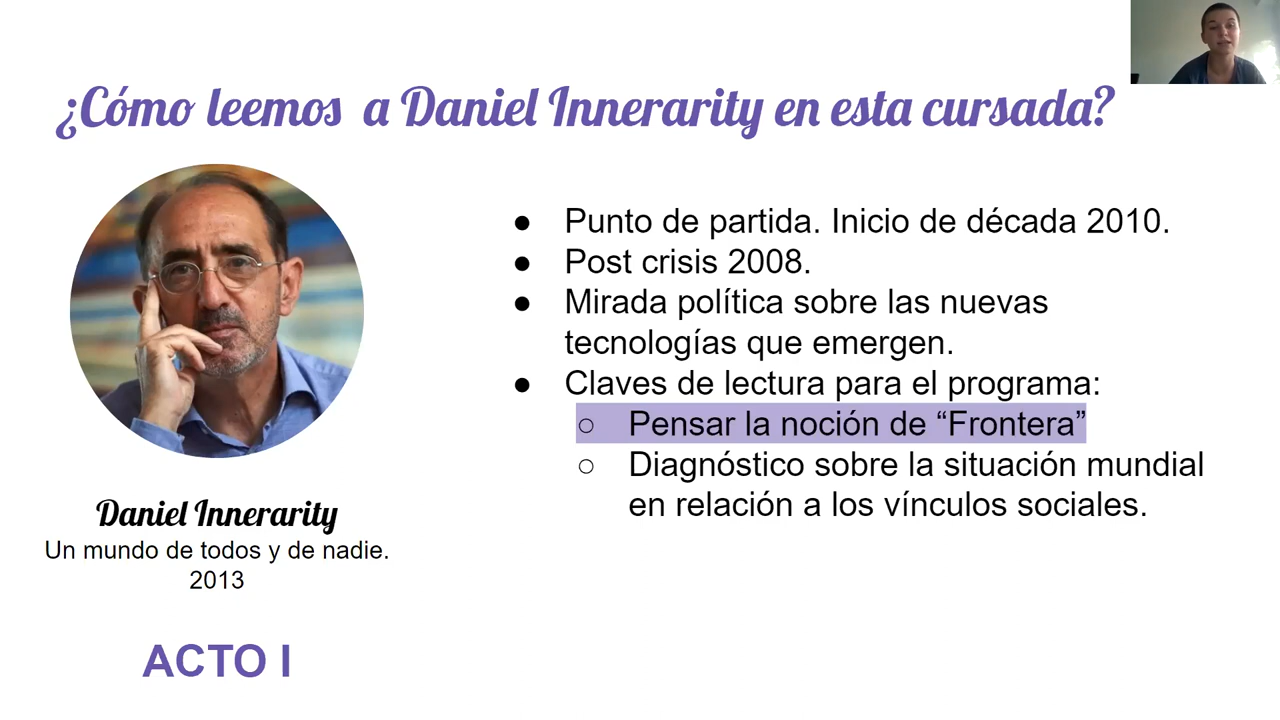 ¿Cómo leemos a Daniel Innerarity en esta cursada?
● Punto de partida. Inicio de década 2010.
● Post crisis 2008.
● Mirada política sobre las nuevas
tecnologías que emergen.
● Claves de lectura para el programa:
○ Pensar la noción de “Frontera”
○ Diagnóstico sobre la situación mundial
en relación a los vínculos sociales.
Daniel Innerarity
Un mundo de todos y de nadie.
2013
ACTO I